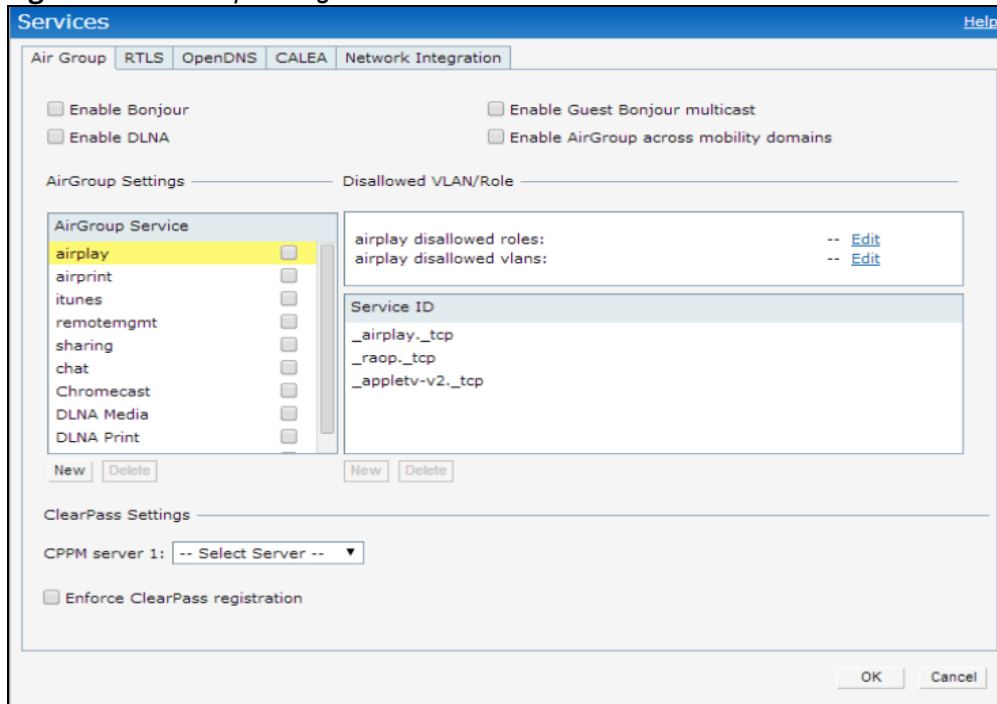 Services Help
Air Group RTLS OpenDNS CALEA Network Integration
Enable Bonjour Enable Guest Bonjour multicast
Enable DLNA Enable AirGroup across mobility domains
AirGroup Settings Disallowed VLAN/Role
AirGroup Service
airplay
airprint
itunes
remotemgmt
sharing
chat
Chromecast
DLNA Media
DLNA Print
New Delete
airplay disallowed roles: -- Edit
airplay disallowed vlans: -- Edit
Service ID
_airplay._tcp
_raop._tcp
_appletv-v2._tcp
New Delete
ClearPass Settings
CPPM server 1: -- Select Server --
Enforce ClearPass registration
OK Cancel